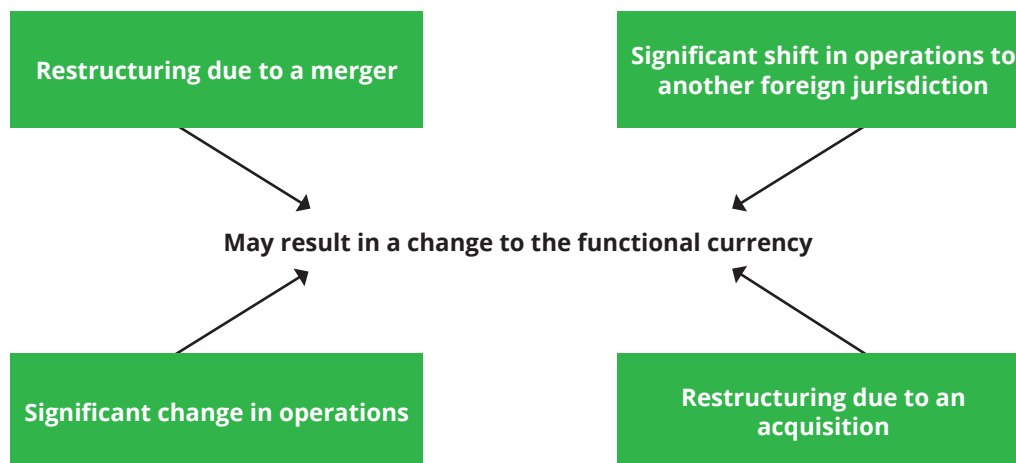 Restructuring due to a merger
Significant shift in operations to
another foreign jurisdiction
May result in a change to the functional currency
Significant change in operations
Restructuring due to an
acquisition